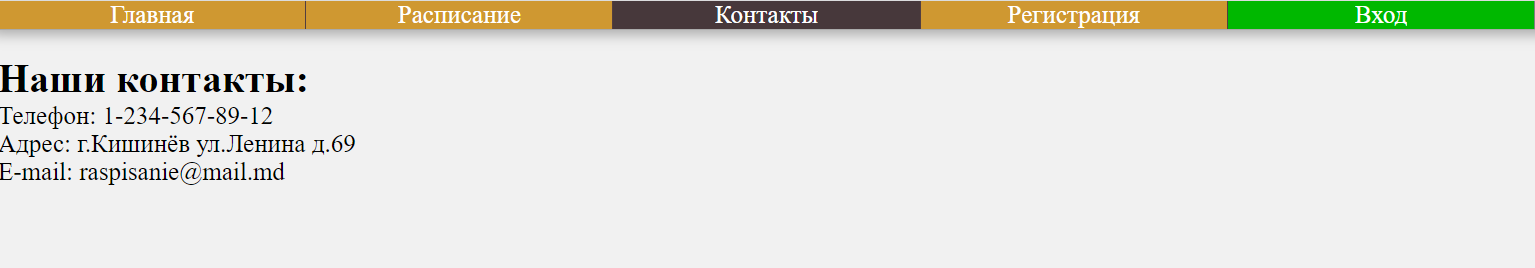 Главная Расписание Контакты Регистрация Вход
Наши контакты:
Телефон: 1-234-567-89-12
Адрес: г.Кишинёв ул.Ленина д.69
E-mail: raspisanie@mail.md